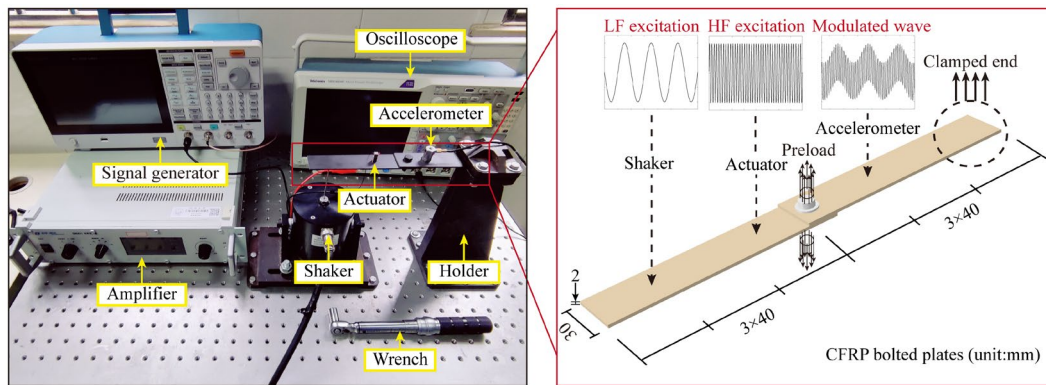 Oscilloscope
Accelerometer
Signal generator
Actuator
Shaker
Holder
Amplifier
Wrench
LF excitation
HF excitation
Modulated wave
Clamped end
Shaker
Actuator
Preload
Accelerometer
3×40
2
30
3×40
CFRP bolted plates (unit:mm)